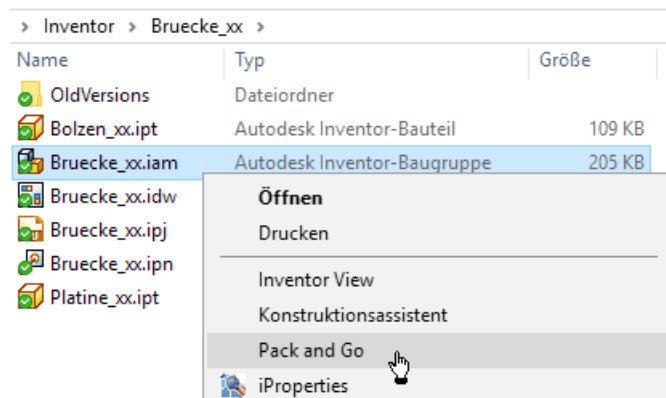 > Inventor > Bruecke_xx >
Name Typ Größe
OldVersions Dateiordner
Bolzen_xx.ipt Autodesk Inventor-Bauteil 109 KB
Bruecke_xx.iam Autodesk Inventor-Baugruppe 205 KB
Bruecke_xx.idw
Bruecke_xx.ipj
Bruecke_xx.ipn
Platine_xx.ipt
Öffnen
Drucken
Inventor View
Konstruktionsassistent
Pack and Go
iProperties